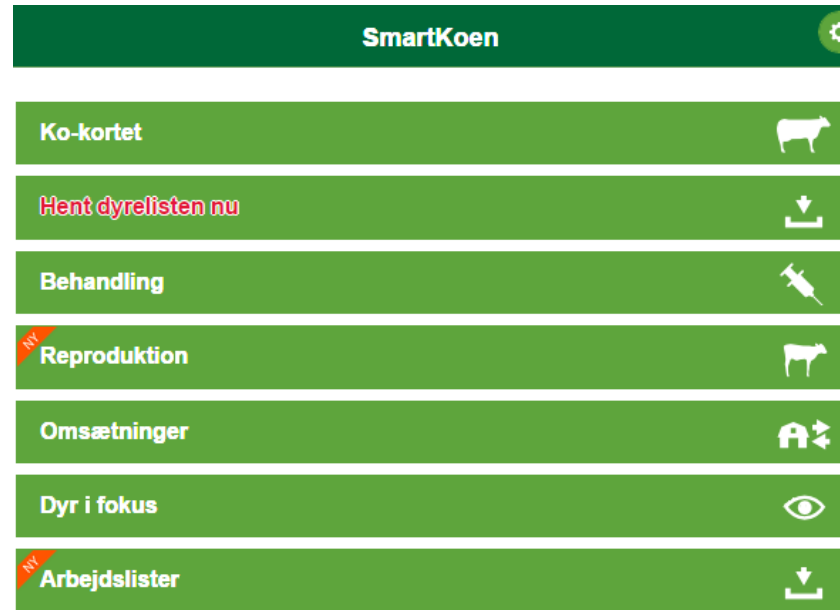 SmartKoen
Ko-kortet
Hent dyrelisten nu
Behandling
NY
Reproduktion
Omsætninger
Dyr i fokus
NY
Arbejdslister